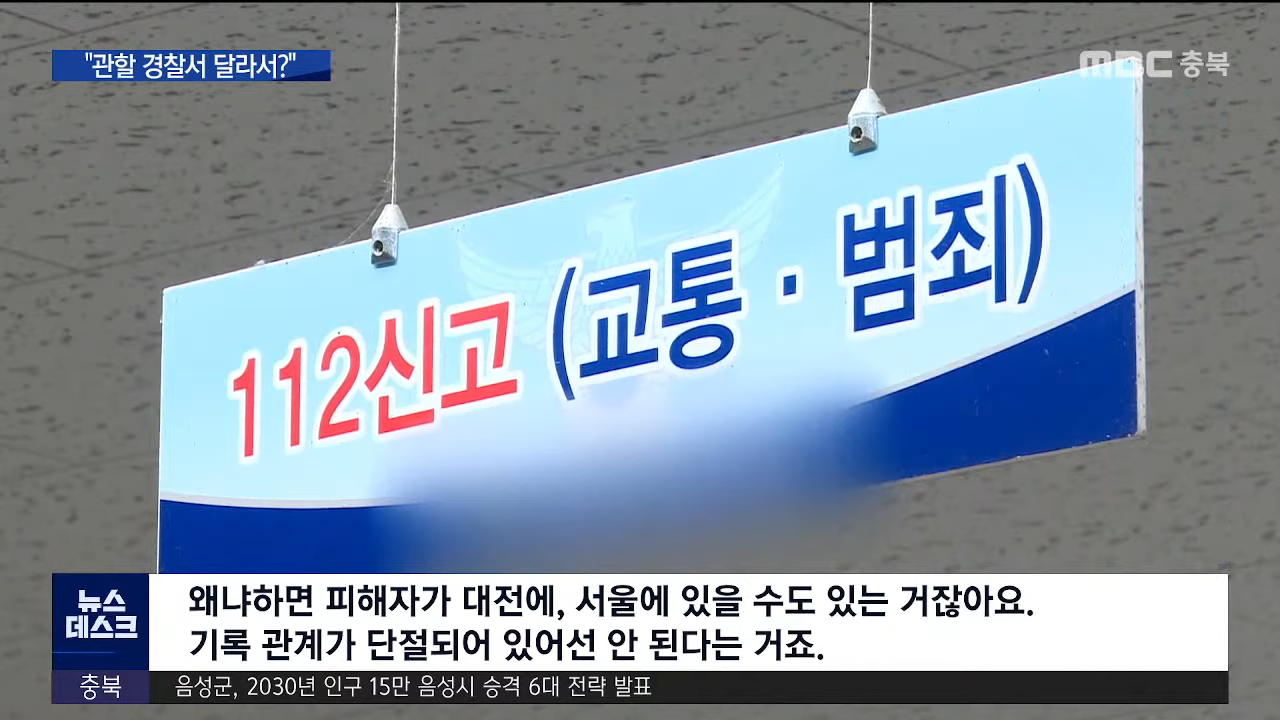 "관할 경찰서 달라서?"
MBC 충북
112신고 (교통 · 범죄)
뉴스
데스크
왜냐하면 피해자가 대전에, 서울에 있을 수도 있는 거잖아요.
기록 관계가 단절되어 있어선 안 된다는 거죠.
충북
음성군, 2030년 인구 15만 음성시 승격 6대 전략 발표